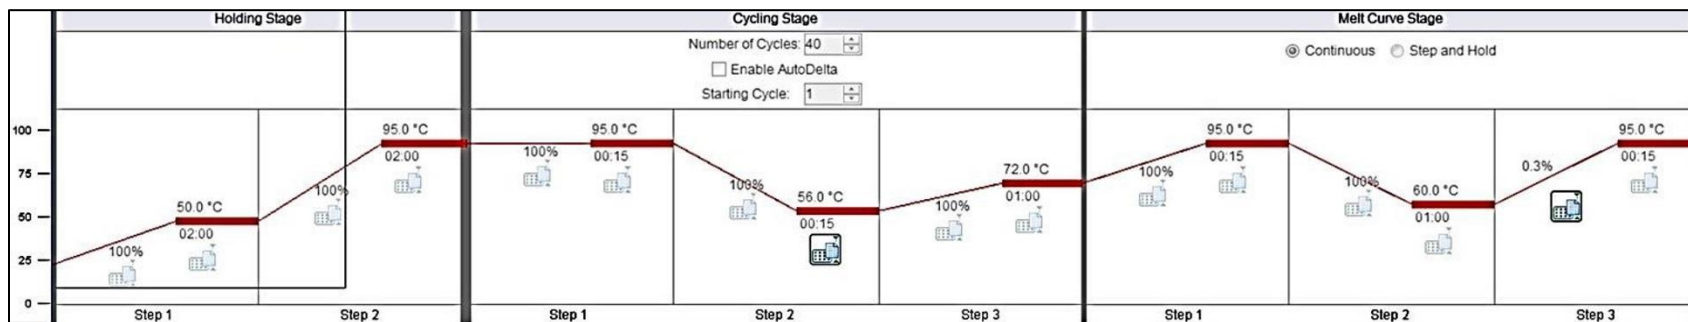 Holding Stage
Cycling Stage
Melt Curve Stage
Number of Cycles: 40
Continuous
Step and Hold
Enable AutoDelta
Starting Cycle: 1
100
75
50
25
0
100%
50.0 °C
02:00
100%
95.0 °C
02:00
100%
95.0 °C
00:15
100%
56.0 °C
00:15
100%
72.0 °C
01:00
100%
95.0 °C
00:15
100%
60.0 °C
01:00
0.3%
95.0 °C
00:15
Step 1
Step 2
Step 1
Step 2
Step 3
Step 1
Step 2
Step 3